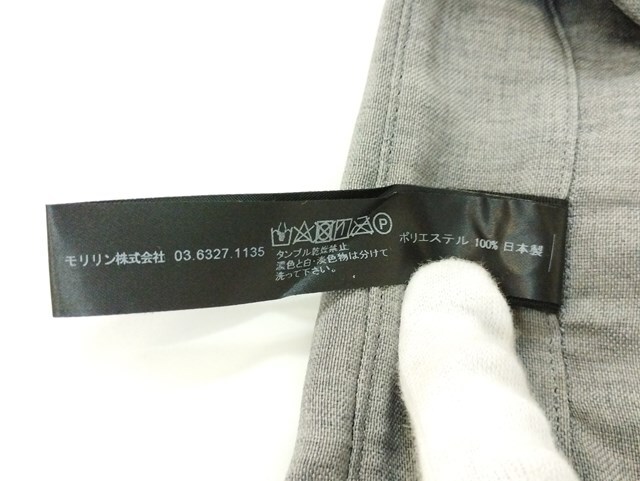 モリリン株式会社 03.6327.1135
P
タンブル乾燥禁止
濃色と白・淡色物は分けて
洗って下さい。
ポリエステル 100% 日本製